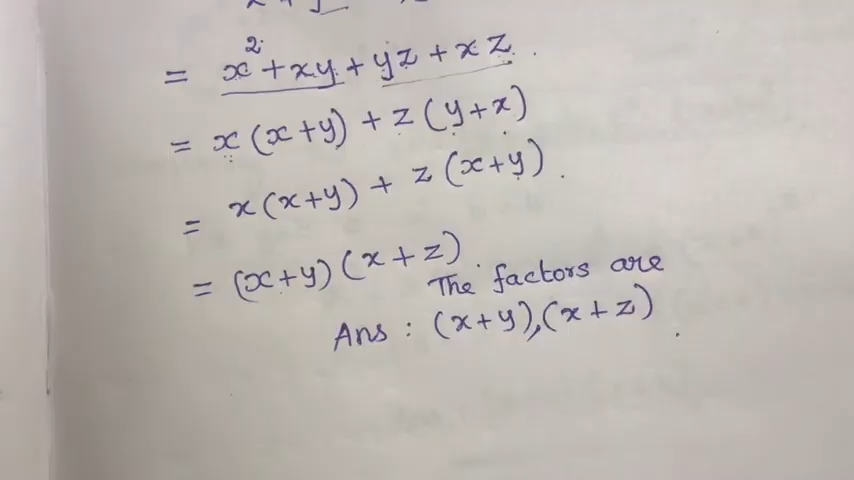 = x² + xy + yz + xz .
= x (x+y) + z (y+x)
= x (x+y) + z (x+y) .
= (x+y) (x+z) .
The factors are
Ans : (x+y), (x+z) .